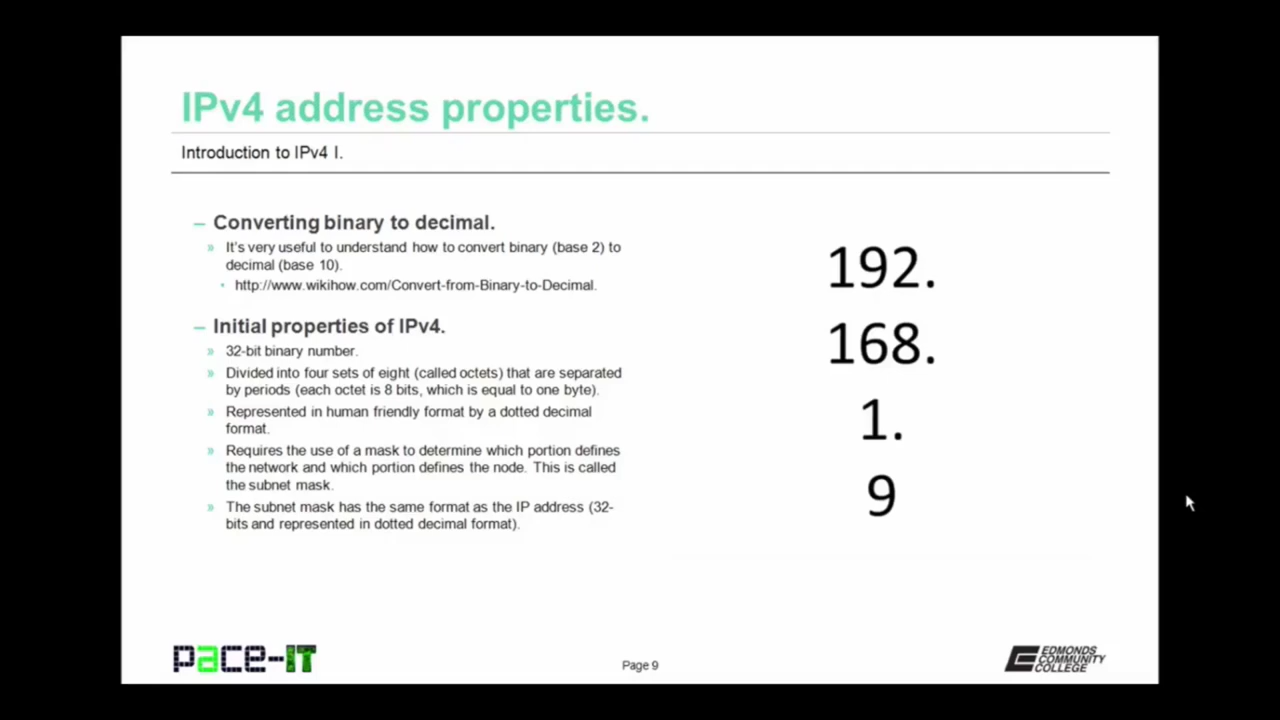 IPv4 address properties.
Introduction to IPv4 I.
– Converting binary to decimal.
» It's very useful to understand how to convert binary (base 2) to
decimal (base 10).
• http://www.wikihow.com/Convert-from-Binary-to-Decimal.
– Initial properties of IPv4.
» 32-bit binary number.
» Divided into four sets of eight (called octets) that are separated
by periods (each octet is 8 bits, which is equal to one byte).
» Represented in human friendly format by a dotted decimal
format.
» Requires the use of a mask to determine which portion defines
the network and which portion defines the node. This is called
the subnet mask.
» The subnet mask has the same format as the IP address (32-
bits and represented in dotted decimal format).
192.
168.
1.
9
pace-IT
Page 9
EDMONDS
COMMUNITY
COLLEGE